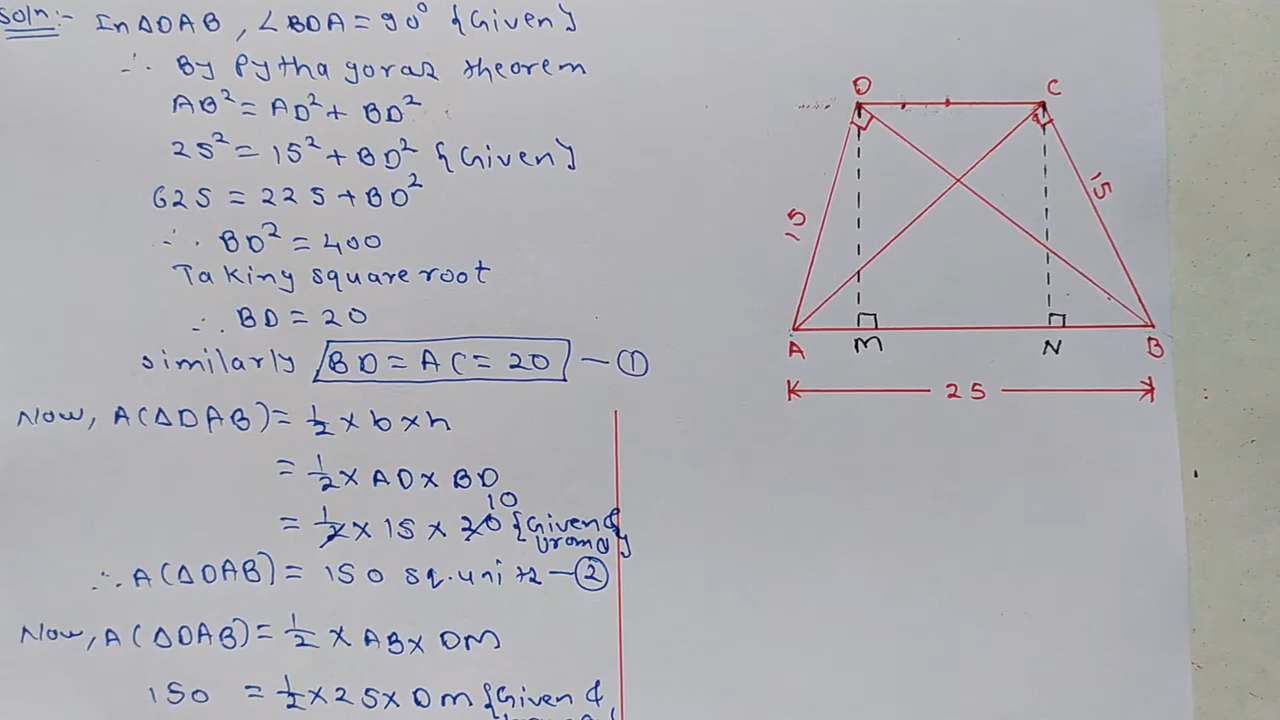 Soln:- In ΔDAB, ∠BDA = 90° {Given}
∴ By Pythagoras theorem
AB² = AD² + BD²
25² = 15² + BD² {Given}
625 = 225 + BD²
∴ BD² = 400
Taking square root
∴ BD = 20
similarly BD = AC = 20 — ①
Now, A(ΔDAB) = 1/2 × b × h
= 1/2 × AD × BD
10
= 1/2 × 15 × 20 {Given &
from ①}
∴ A(ΔDAB) = 150 sq. units — ②
Now, A(ΔDAB) = 1/2 × AB × DM
150 = 1/2 × 25 × DM {Given &
D C
15 15
A M N B
25